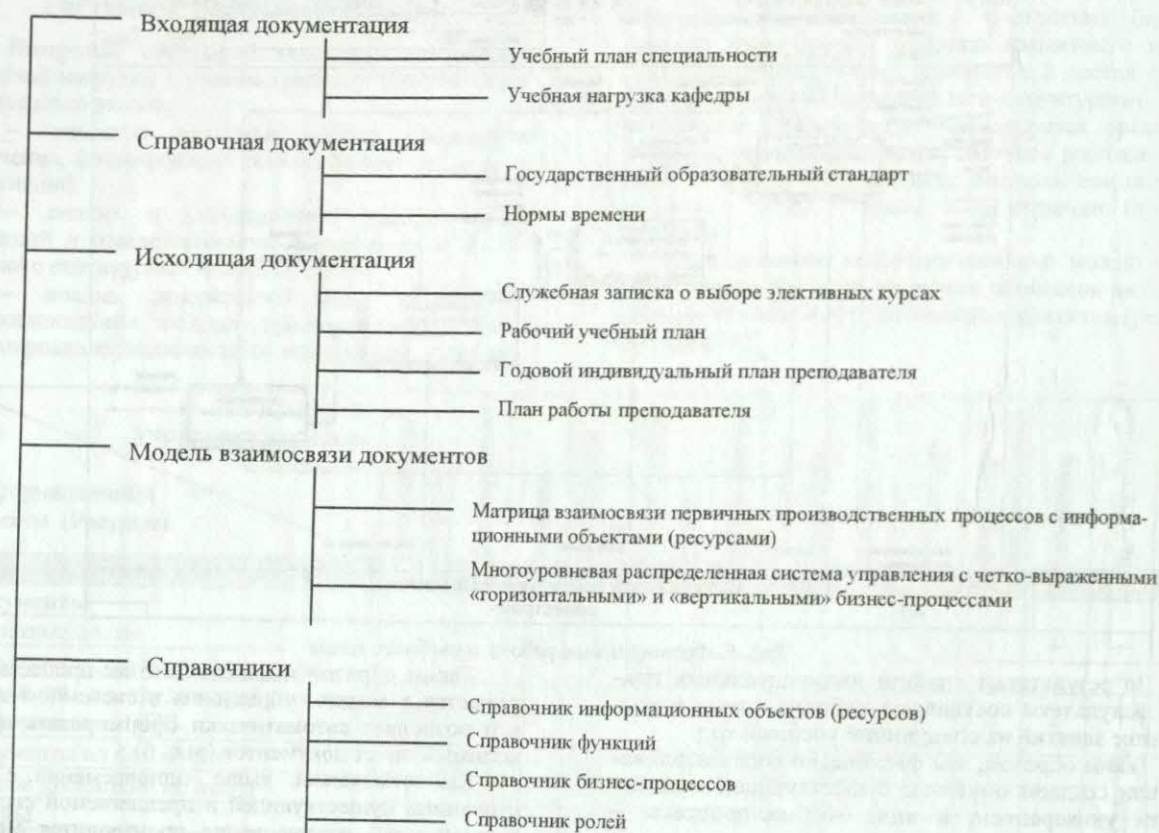 Входящая документация
Учебный план специальности
Учебная нагрузка кафедры
Справочная документация
Государственный образовательный стандарт
Нормы времени
Исходящая документация
Служебная записка о выборе элективных курсах
Рабочий учебный план
Годовой индивидуальный план преподавателя
План работы преподавателя
Модель взаимосвязи документов
Матрица взаимосвязи первичных производственных процессов с информа-
ционными объектами (ресурсами)
Многоуровневая распределенная система управления с четко-выраженными
«горизонтальными» и «вертикальными» бизнес-процессами
Справочники
Справочник информационных объектов (ресурсов)
Справочник функций
Справочник бизнес-процессов
Справочник ролей